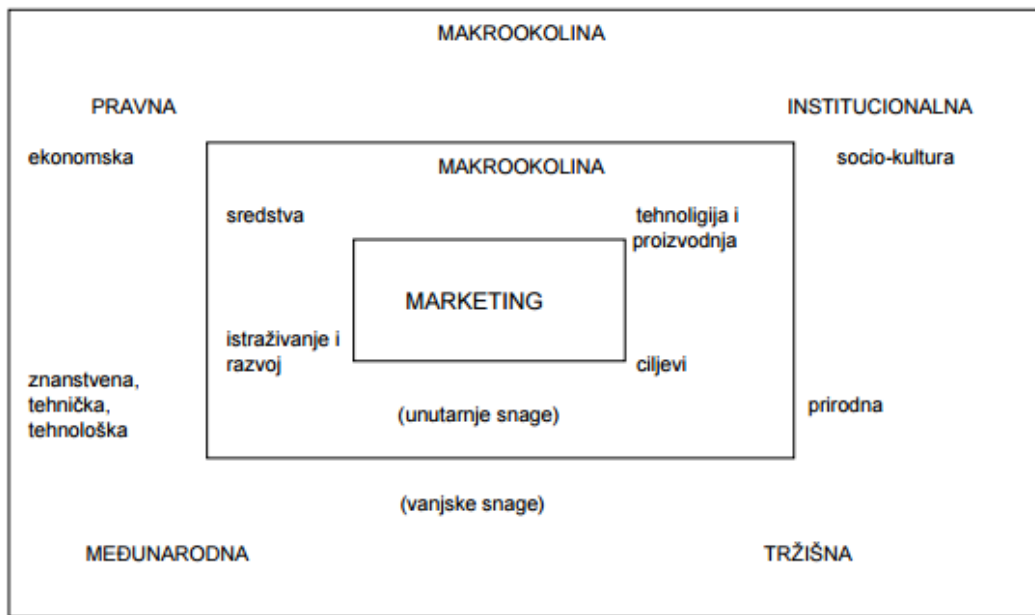 MAKROOKOLINA
PRAVNA
INSTITUCIONALNA
ekonomska
socio-kultura
MAKROOKOLINA
sredstva
tehnoligija i
proizvodnja
MARKETING
istraživanje i
razvoj
ciljevi
znanstvena,
tehnička,
tehnološka
prirodna
(unutarnje snage)
(vanjske snage)
MEĐUNARODNA
TRŽIŠNA